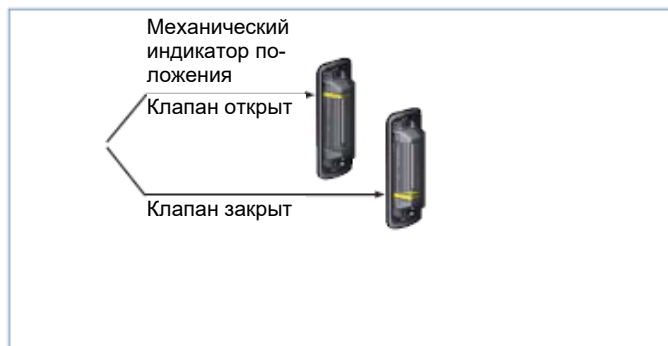 Механический
индикатор по-
ложения
Клапан открыт
Клапан закрыт